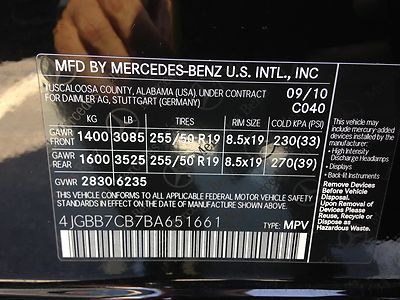 MFD BY MERCEDES-BENZ U.S. INTL., INC
TUSCALOOSA COUNTY, ALABAMA (USA), UNDER CONTRACT
FOR DAIMLER AG, STUTTGART (GERMANY)
09/10
C040
KG LB TIRE SIZE RIM SIZE COLD KPA (PSI)
GAWR FRONT 1400 3085 255/50 R19 8.5x19 230(33)
GAWR REAR 1600 3525 255/50 R19 8.5x19 270(39)
GVWR 2830 6235
THIS VEHICLE CONFORMS TO ALL APPLICABLE FEDERAL MOTOR VEHICLE SAFETY
STANDARDS IN EFFECT ON THE DATE OF MANUFACTURE SHOWN ABOVE
4JGBB7CB7BA651661
TYPE: MPV
This vehicle may
include mercury-added
devices installed by the
manufacturer:
• High Intensity
Discharge Headlamps
• Displays
• Back-lit instruments
Remove Devices
Before Vehicle
Disposal.
Upon Removal of
Devices Please
Reuse, Recycle or
Dispose as
Hazardous Waste.